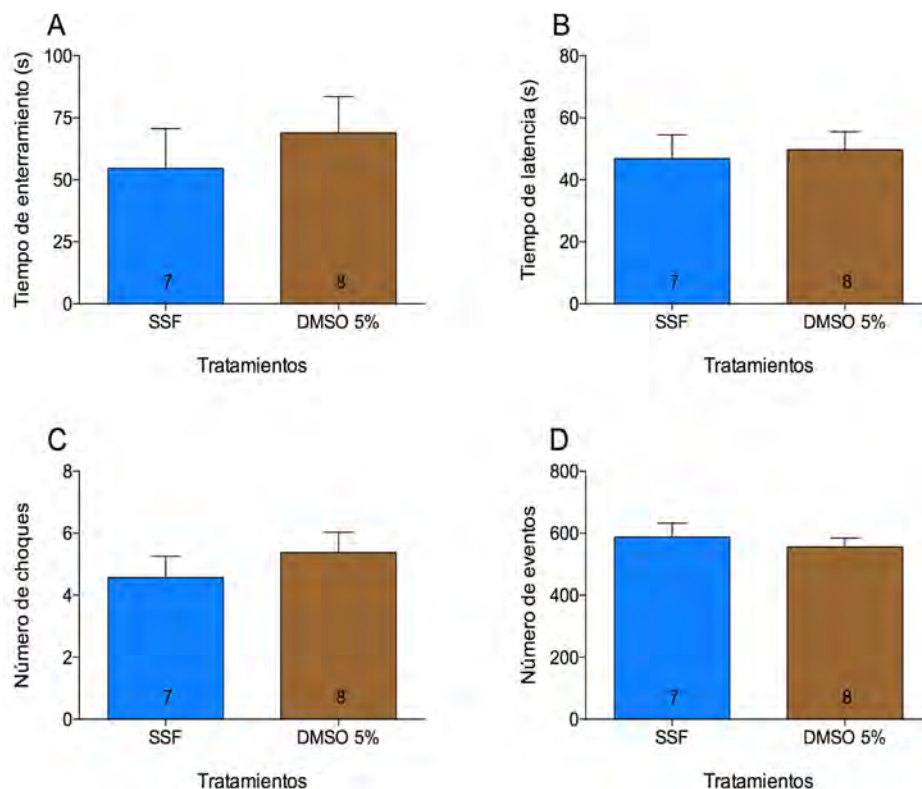 A
Tiempo de enterramiento (s)
100
75
50
25
0
7
8
SSF
DMSO 5%
Tratamientos
B
Tiempo de latencia (s)
80
60
40
20
0
7
8
SSF
DMSO 5%
Tratamientos
C
Número de choques
8
6
4
2
0
7
8
SSF
DMSO 5%
Tratamientos
D
Número de eventos
800
600
400
200
0
7
8
SSF
DMSO 5%
Tratamientos